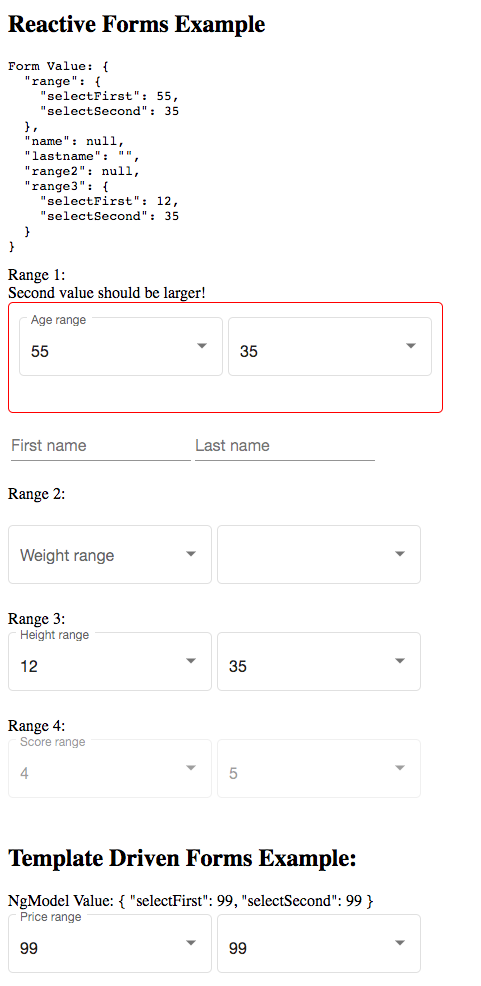 Reactive Forms Example
Form Value: {
  "range": {
    "selectFirst": 55,
    "selectSecond": 35
  },
  "name": null,
  "lastname": "",
  "range2": null,
  "range3": {
    "selectFirst": 12,
    "selectSecond": 35
  }
}
Range 1:
Second value should be larger!
Age range
55 35
First name Last name
Range 2:
Weight range
Range 3:
Height range
12 35
Range 4:
Score range
4 5
Template Driven Forms Example:
NgModel Value: { "selectFirst": 99, "selectSecond": 99 }
Price range
99 99